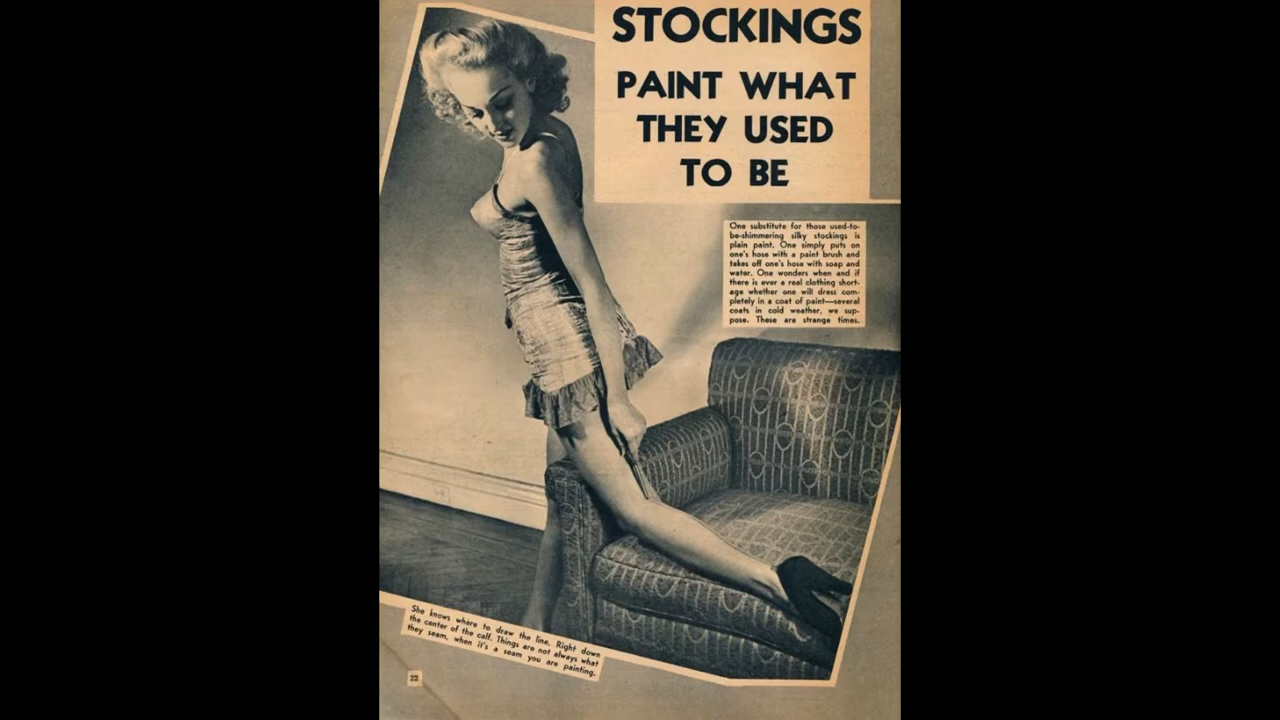 STOCKINGS
PAINT WHAT
THEY USED
TO BE
One substitute for those used-to-
be-shimmering silky stockings is
plain paint. One simply puts on
one's hose with a paint brush and
takes off one's hose with soap and
water. One wonders when and if
there is ever a real clothing short-
age whether one will dress com-
pletely in a coat of paint—several
coats in cold weather, we sup-
pose. These are strange times.
She knows where to draw the line. Right down
the center of the calf. Things are not always what
they seam, when it's a seam you are painting.
22